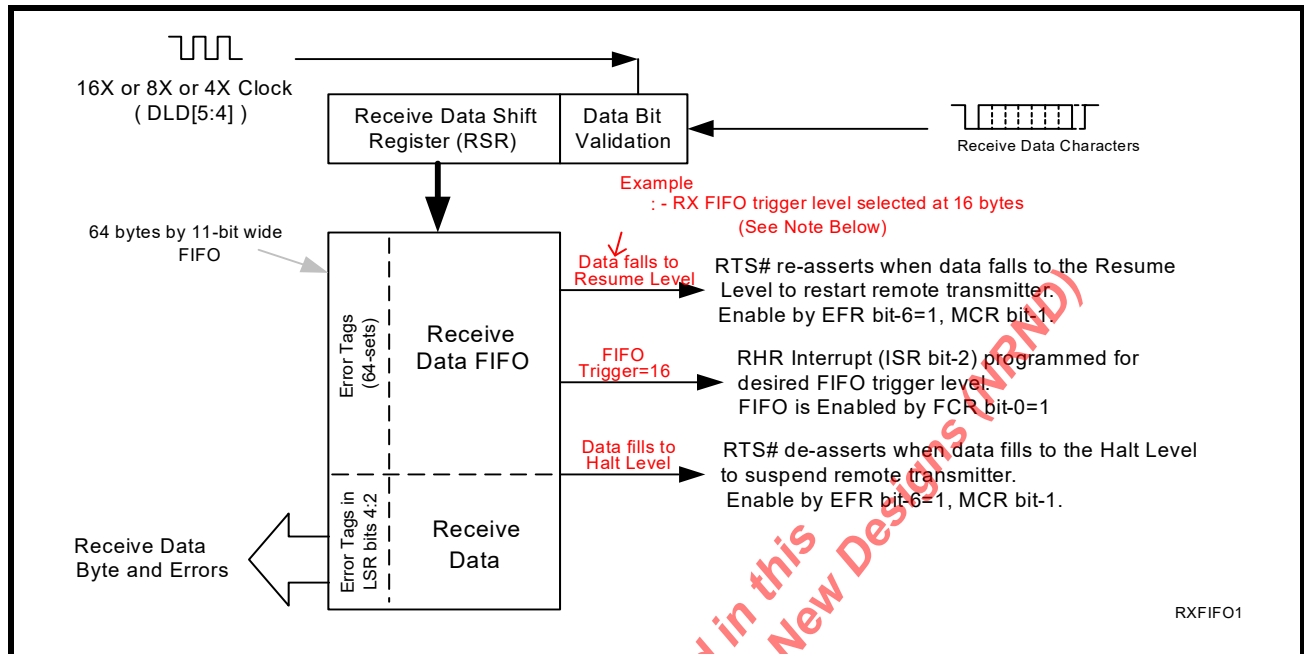 16X or 8X or 4X Clock
( DLD[5:4] )
Receive Data Shift
Register (RSR)
Data Bit
Validation
Receive Data Characters
Example
: - RX FIFO trigger level selected at 16 bytes
(See Note Below)
64 bytes by 11-bit wide
FIFO
Data falls to
Resume Level
RTS# re-asserts when data falls to the Resume
Level to restart remote transmitter.
Enable by EFR bit-6=1, MCR bit-1.
Error Tags
(64-sets)
Receive
Data FIFO
FIFO
Trigger=16
RHR Interrupt (ISR bit-2) programmed for
desired FIFO trigger level.
FIFO is Enabled by FCR bit-0=1
Data fills to
Halt Level
RTS# de-asserts when data fills to the Halt Level
to suspend remote transmitter.
Enable by EFR bit-6=1, MCR bit-1.
Error Tags in
LSR bits 4:2
Receive
Data
Receive Data
Byte and Errors
RXFIFO1
in this
New Designs (NRND)